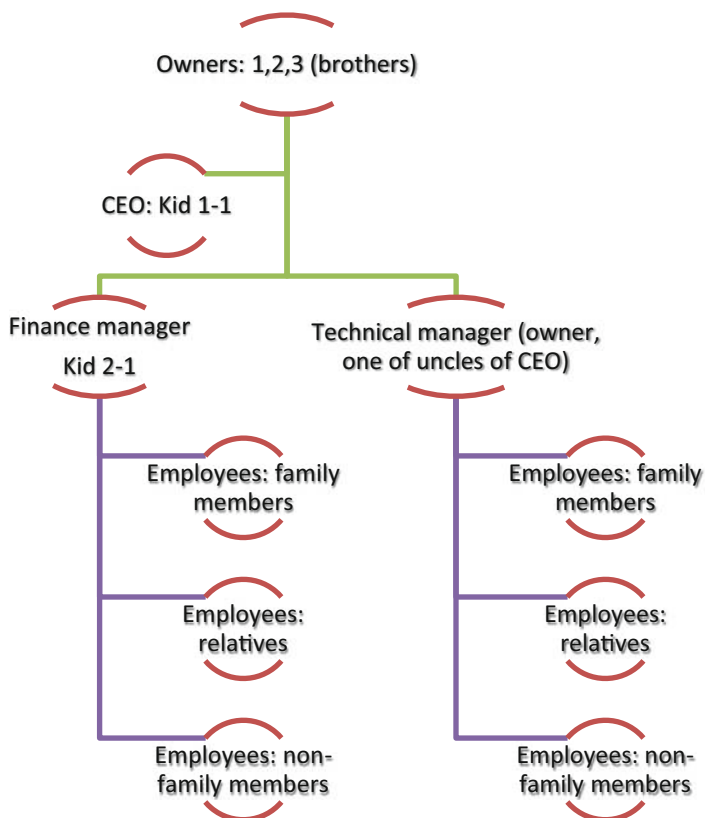 Owners: 1,2,3 (brothers)
CEO: Kid 1-1
Finance manager
Kid 2-1
Technical manager (owner,
one of uncles of CEO)
Employees: family
members
Employees:
relatives
Employees: non-
family members
Employees: family
members
Employees:
relatives
Employees: non-
family members